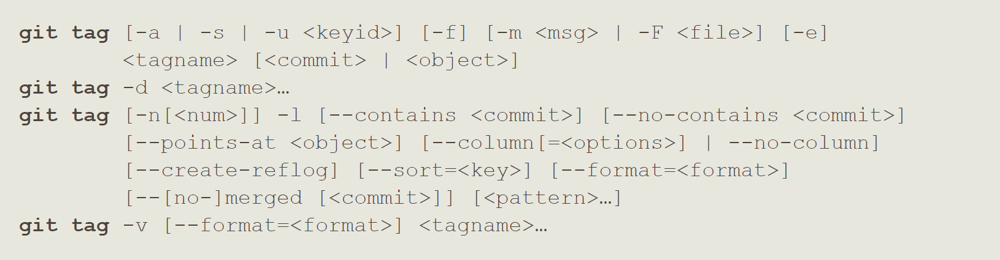 git tag [-a | -s | -u <keyid>] [-f] [-m <msg> | -F <file>] [-e]
<tagname> [<commit> | <object>]
git tag -d <tagname>…
git tag [-n[<num>]] -l [--contains <commit>] [--no-contains <commit>]
[--points-at <object>] [--column[=<options>] | --no-column]
[--create-reflog] [--sort=<key>] [--format=<format>]
[--[no-]merged [<commit>]] [<pattern>…]
git tag -v [--format=<format>] <tagname>…